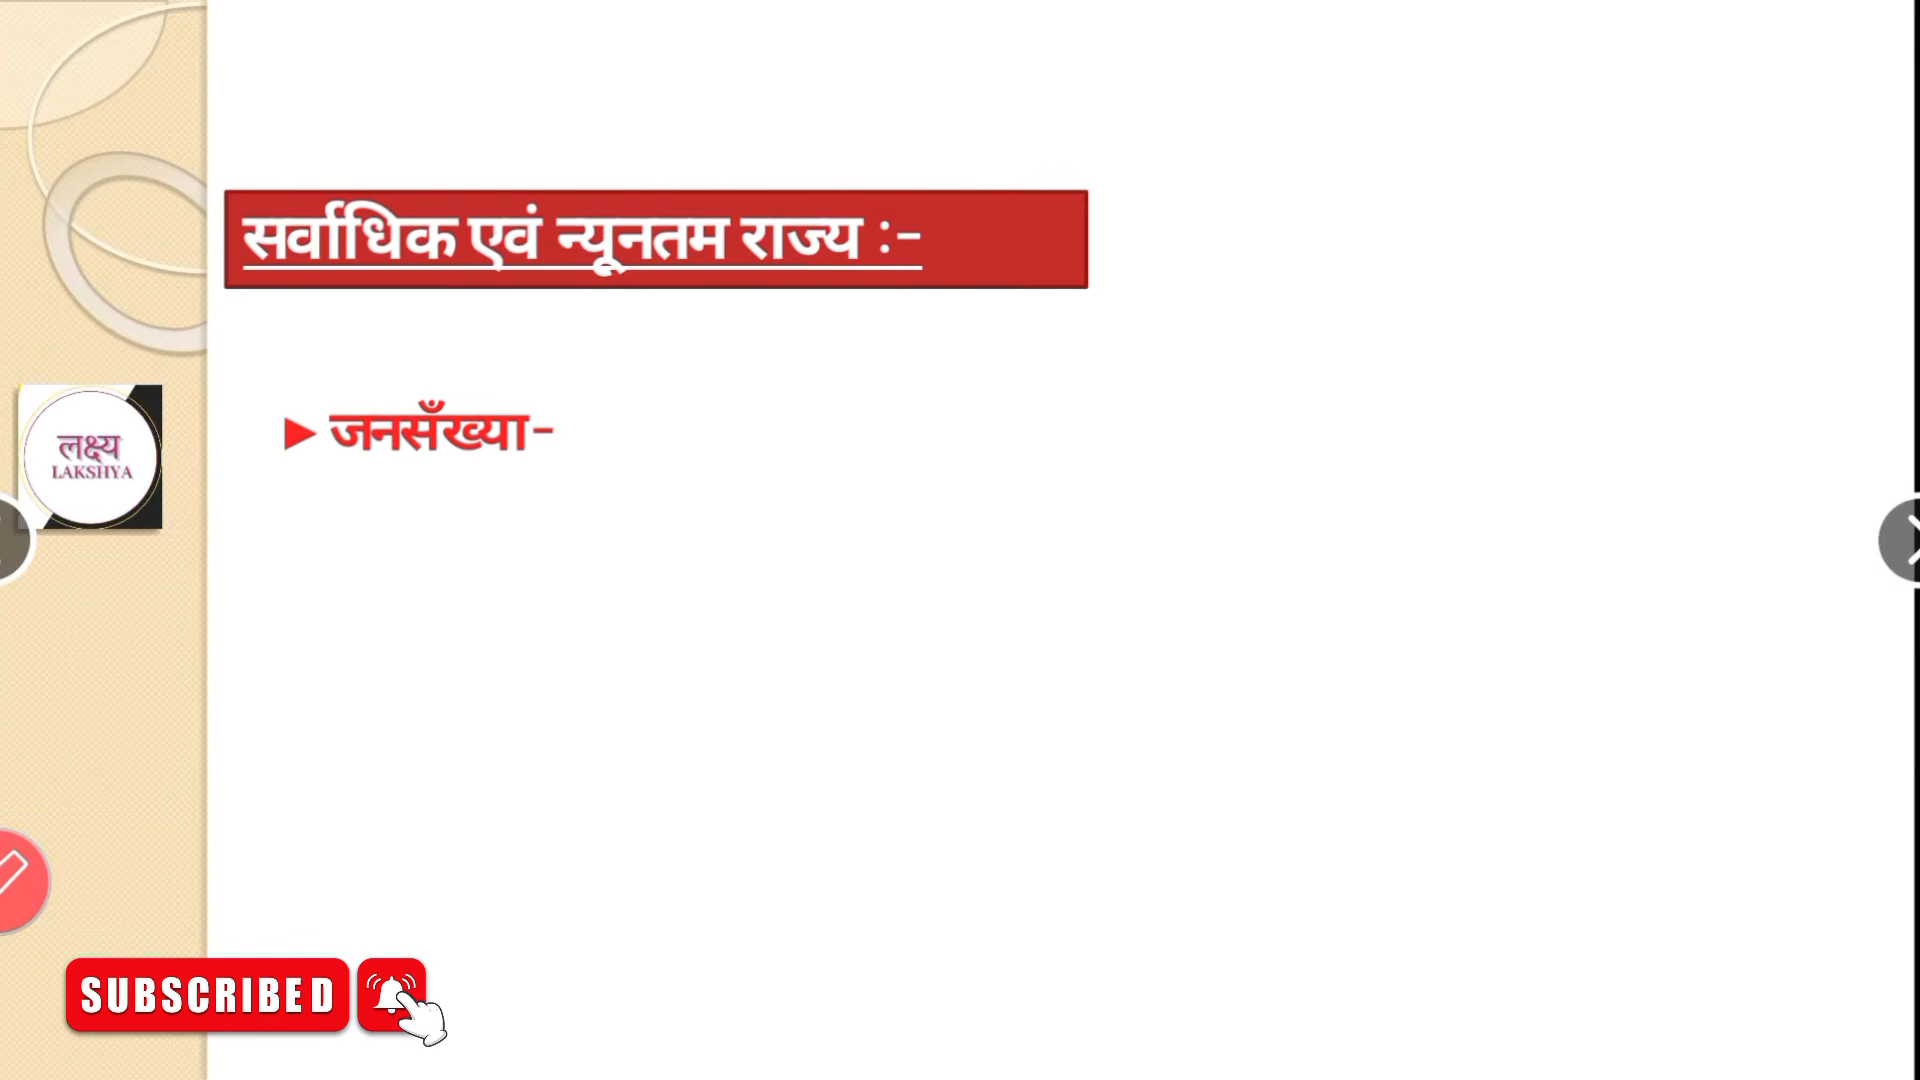 सर्वाधिक एवं न्यूनतम राज्य :-
► जनसँख्या-
लक्ष्य
LAKSHYA
SUBSCRIBED